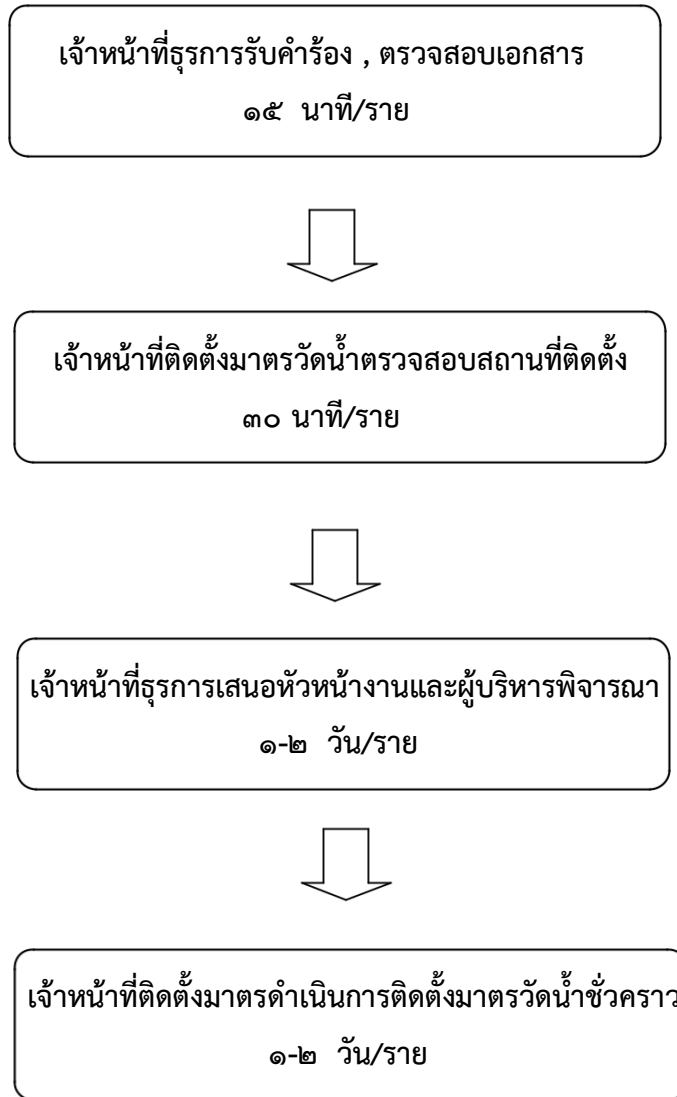 เจ้าหน้าที่ธุรการรับคำร้อง , ตรวจสอบเอกสาร
๑๕ นาที/ราย
เจ้าหน้าที่ติดตั้งมาตรวัดน้ำตรวจสอบสถานที่ติดตั้ง
๓๐ นาที/ราย
เจ้าหน้าที่ธุรการเสนอหัวหน้างานและผู้บริหารพิจารณา
๑-๒ วัน/ราย
เจ้าหน้าที่ติดตั้งมาตรดำเนินการติดตั้งมาตรวัดน้ำชั่วคราว
๑-๒ วัน/ราย